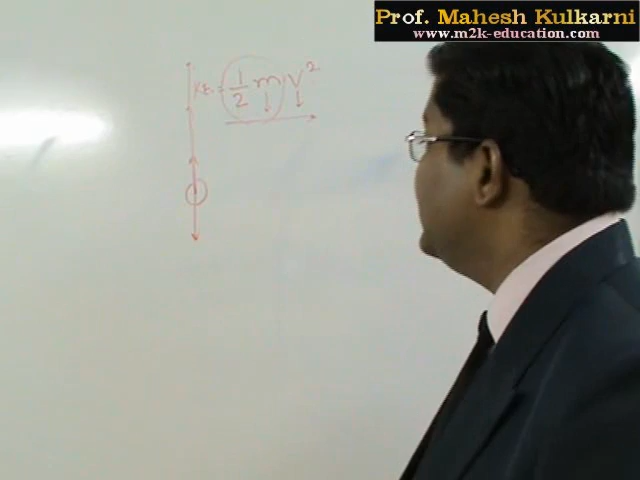 Prof. Mahesh Kulkarni
www.m2k-education.com
K.E. = 1/2 m v²